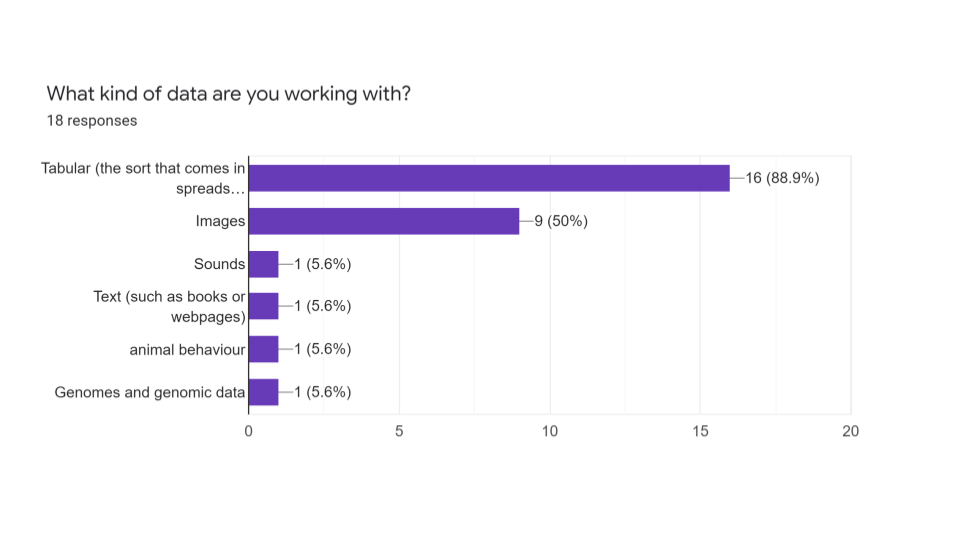 What kind of data are you working with?
18 responses
Tabular (the sort that comes in
spreads…
16 (88.9%)
Images
9 (50%)
Sounds
1 (5.6%)
Text (such as books or
webpages)
1 (5.6%)
animal behaviour
1 (5.6%)
Genomes and genomic data
1 (5.6%)
0 5 10 15 20